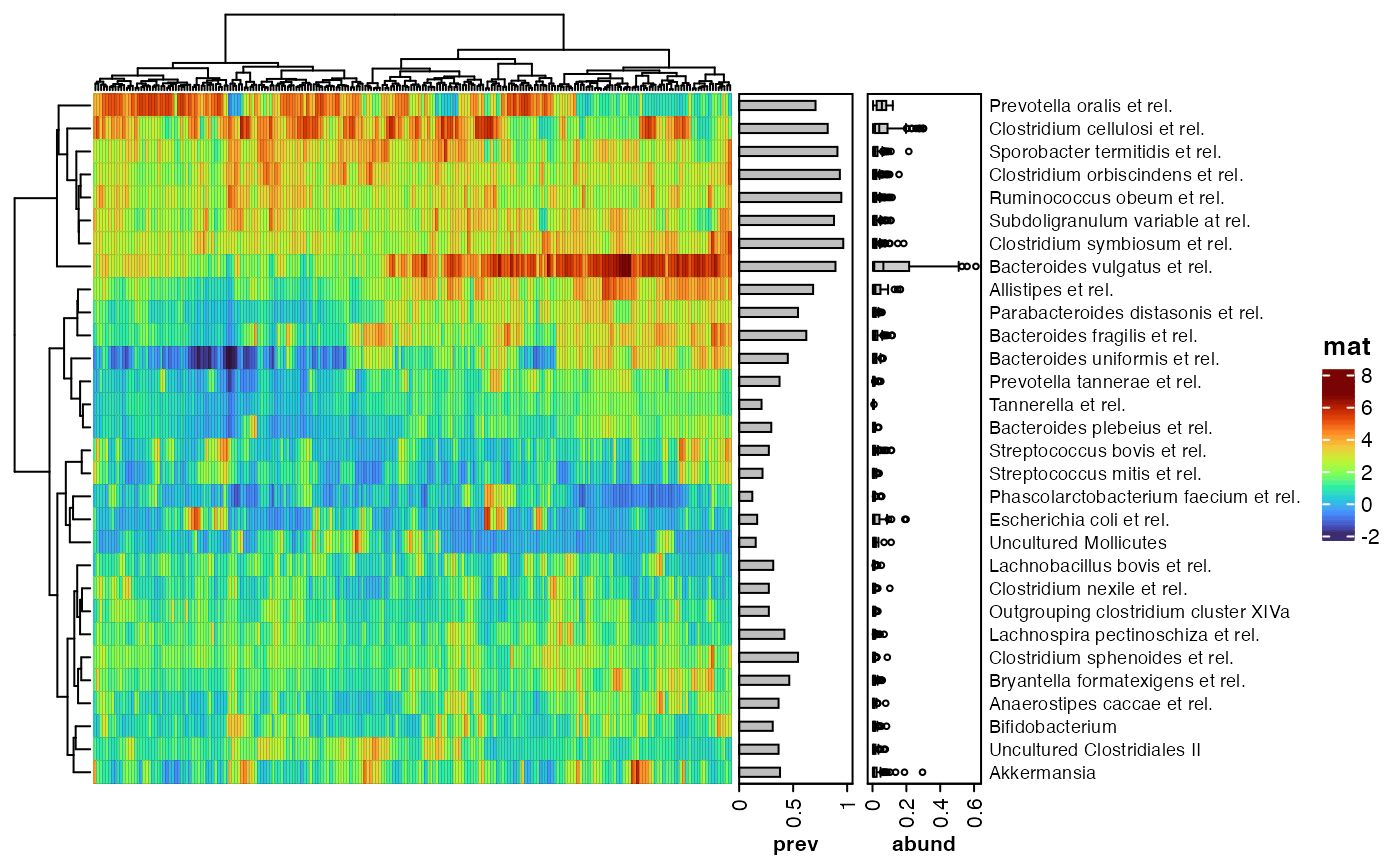 Prevotella oralis et rel.
Clostridium cellulosi et rel.
Sporobacter termitidis et rel.
Clostridium orbiscindens et rel.
Ruminococcus obeum et rel.
Subdoligranulum variable at rel.
Clostridium symbiosum et rel.
Bacteroides vulgatus et rel.
Allistipes et rel.
Parabacteroides distasonis et rel.
Bacteroides fragilis et rel.
Bacteroides uniformis et rel.
Prevotella tannerae et rel.
Tannerella et rel.
Bacteroides plebeius et rel.
Streptococcus bovis et rel.
Streptococcus mitis et rel.
Phascolarctobacterium faecium et rel.
Escherichia coli et rel.
Uncultured Mollicutes
Lachnobacillus bovis et rel.
Clostridium nexile et rel.
Outgrouping clostridium cluster XIVa
Lachnospira pectinoschiza et rel.
Clostridium sphenoides et rel.
Bryantella formatexigens et rel.
Anaerostipes caccae et rel.
Bifidobacterium
Uncultured Clostridiales II
Akkermansia
0 0.5 1
prev
0 0.2 0.4 0.6
abund
mat
8
6
4
2
0
-2